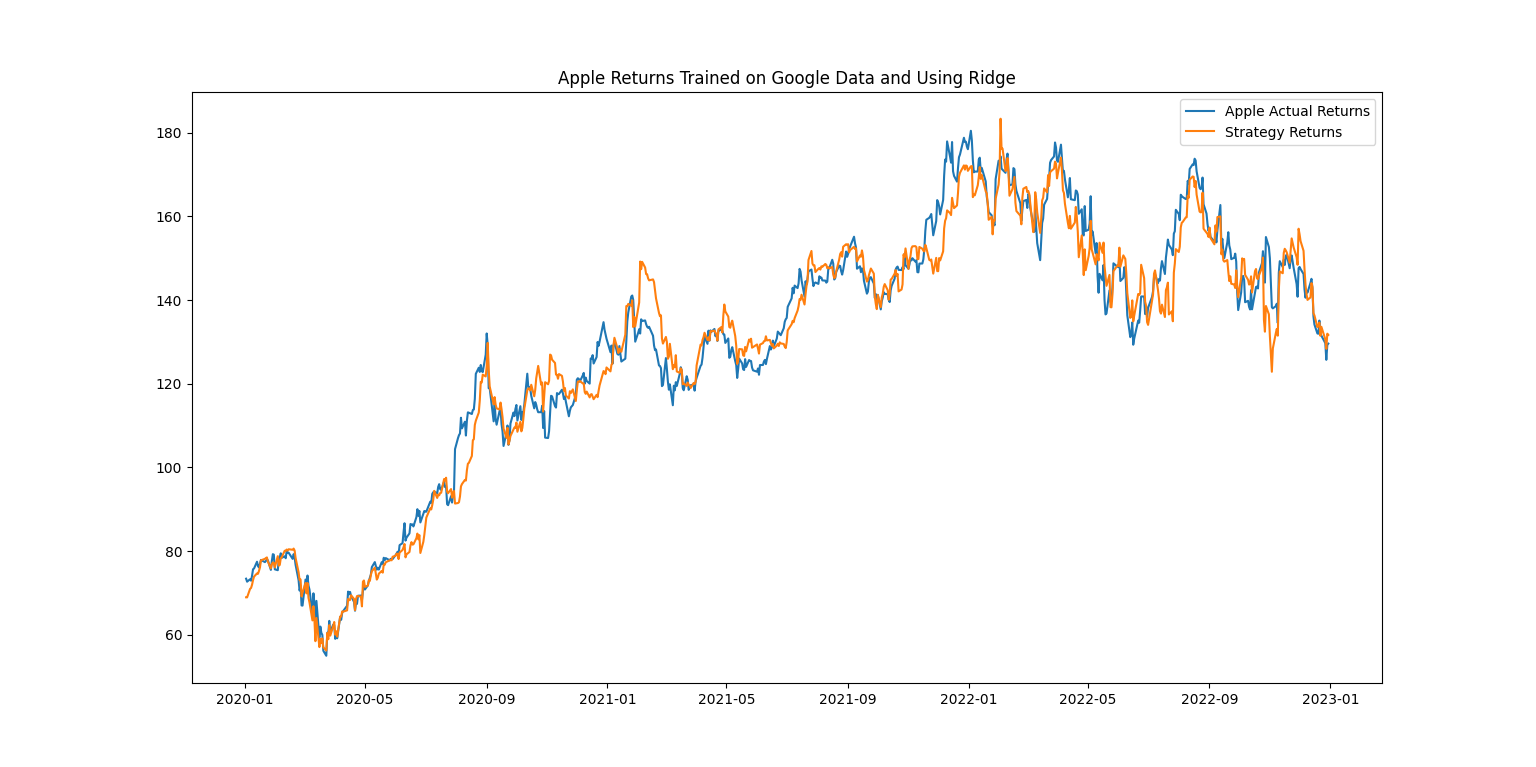 Apple Returns Trained on Google Data and Using Ridge
Apple Actual Returns
Strategy Returns
180
160
140
120
100
80
60
2020-01 2020-05 2020-09 2021-01 2021-05 2021-09 2022-01 2022-05 2022-09 2023-01